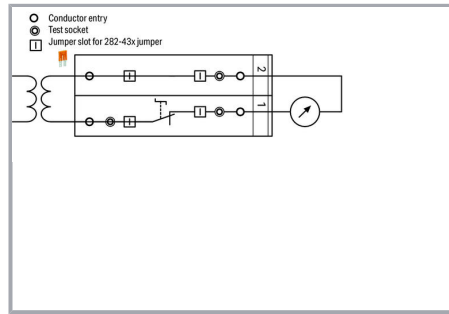 Conductor entry
Test socket
Jumper slot for 282-43x jumper
2
1